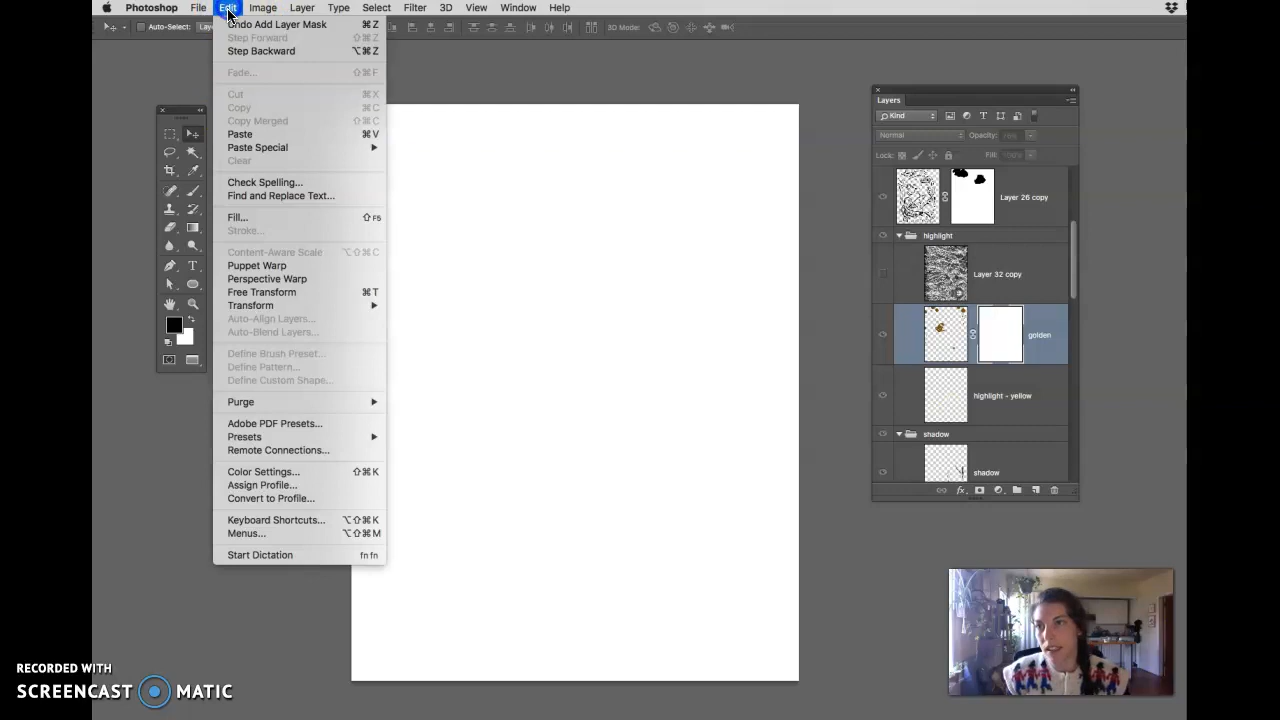 Photoshop File Edit Image Layer Type Select Filter 3D View Window Help
Auto-Select:
3D Mode:
Undo Add Layer Mask ⌘Z
Step Forward ⇧⌘Z
Step Backward ⌥⌘Z
Fade... ⇧⌘F
Cut ⌘X
Copy ⌘C
Copy Merged ⇧⌘C
Paste ⌘V
Paste Special
Clear
Check Spelling...
Find and Replace Text...
Fill... ⇧F5
Stroke...
Content-Aware Scale ⌥⇧⌘C
Puppet Warp
Perspective Warp
Free Transform ⌘T
Transform
Auto-Align Layers...
Auto-Blend Layers...
Define Brush Preset...
Define Pattern...
Define Custom Shape...
Purge
Adobe PDF Presets...
Presets
Remote Connections...
Color Settings... ⇧⌘K
Assign Profile...
Convert to Profile...
Keyboard Shortcuts... ⌥⇧⌘K
Menus... ⌥⇧⌘M
Start Dictation fn fn
Layers
Kind
Normal Opacity:
Lock: Fill:
Layer 26 copy
highlight
Layer 32 copy
golden
highlight - yellow
shadow
shadow
RECORDED WITH
SCREENCAST MATIC